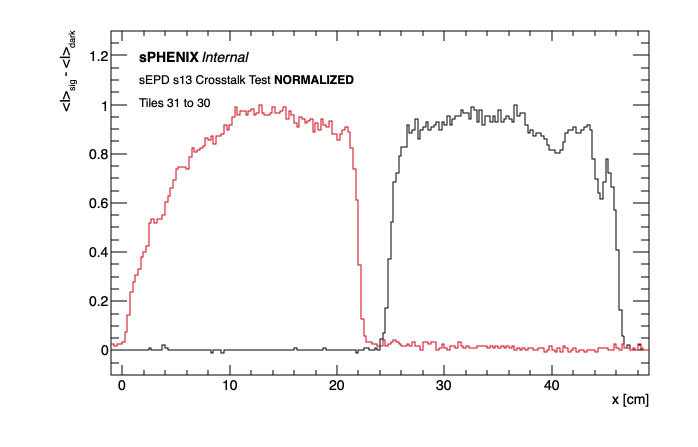 <I>sig - <I>dark
1.2
1
0.8
0.6
0.4
0.2
0
sPHENIX Internal
sEPD s13 Crosstalk Test NORMALIZED
Tiles 31 to 30
0 10 20 30 40
x [cm]